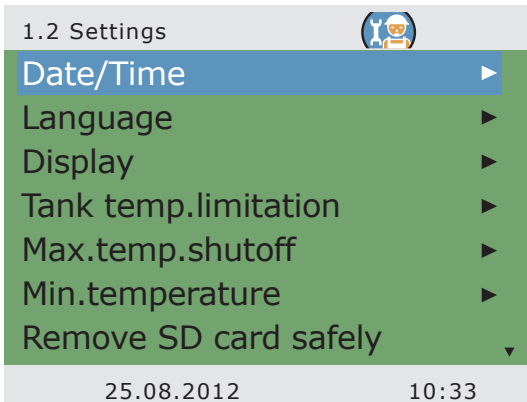 1.2 Settings
Date/Time
Language
Display
Tank temp.limitation
Max.temp.shutoff
Min.temperature
Remove SD card safely
25.08.2012 10:33